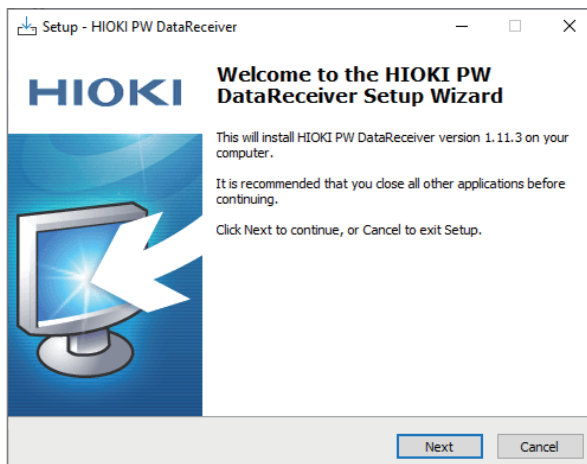 Setup - HIOKI PW DataReceiver
HIOKI
Welcome to the HIOKI PW
DataReceiver Setup Wizard
This will install HIOKI PW DataReceiver version 1.11.3 on your
computer.
It is recommended that you close all other applications before
continuing.
Click Next to continue, or Cancel to exit Setup.
Next
Cancel